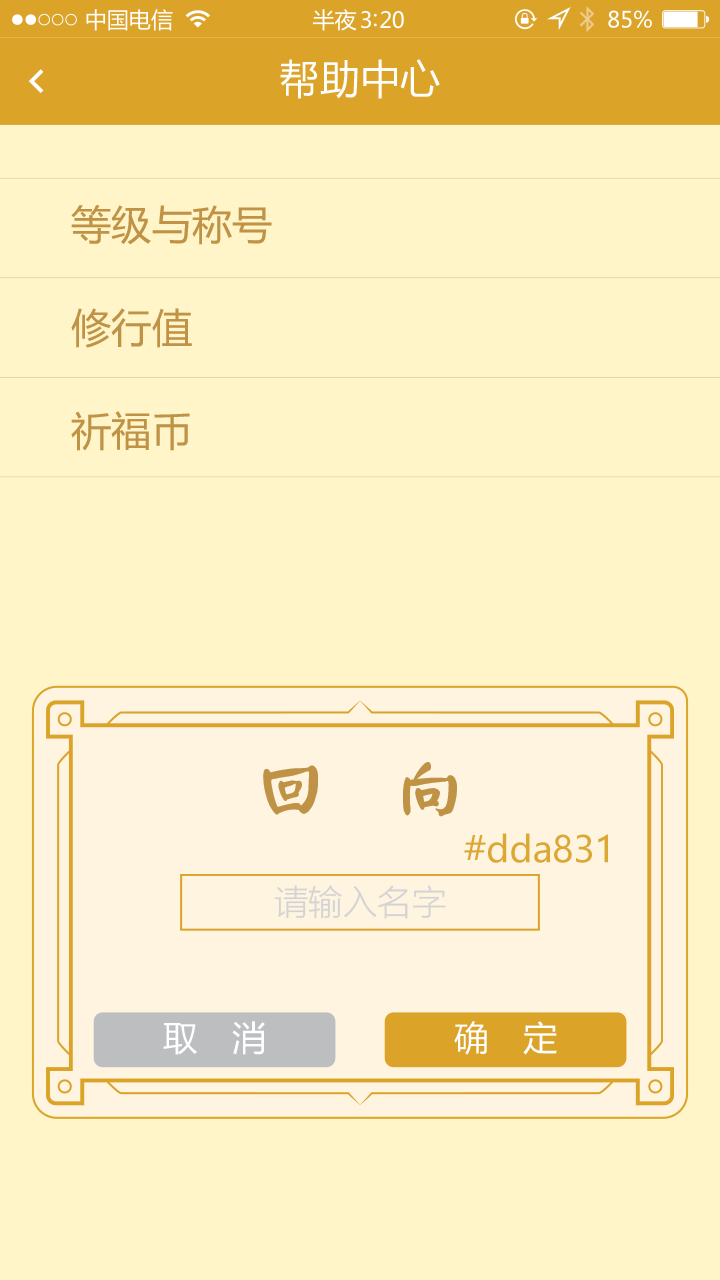 中国电信 半夜3:20 85%
帮助中心
等级与称号
修行值
祈福币
回 向
#dda831
请输入名字
取 消 确 定